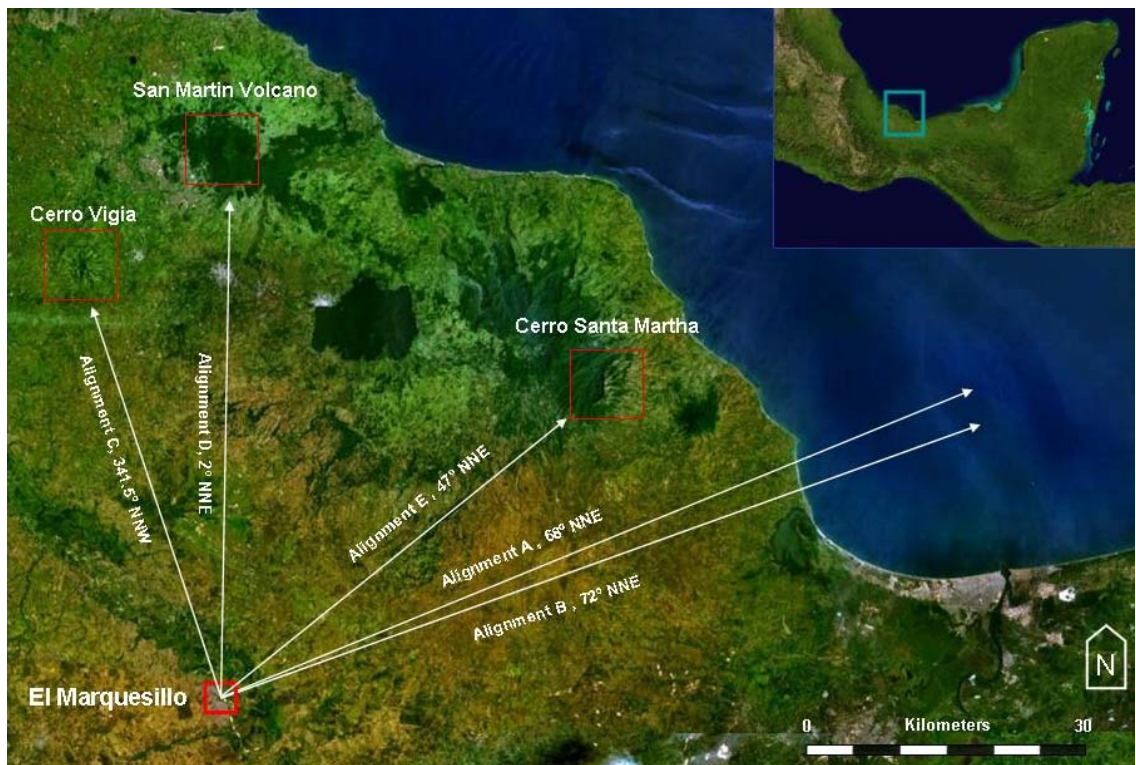 San Martin Volcano
Cerro Vigia
Cerro Santa Martha
Alignment C, 341.5° NNW
Alignment D, 2° NNE
Alignment E , 47° NNE
Alignment A , 68° NNE
Alignment B , 72° NNE
El Marquesillo
N
0 Kilometers 30